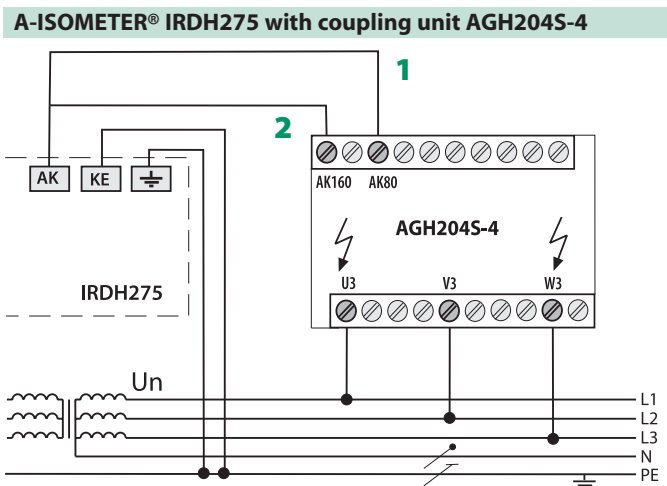 A-ISOMETER® IRDH275 with coupling unit AGH204S-4
1
2
AK KE
AK160 AK80
AGH204S-4
U3 V3 W3
IRDH275
Un
L1
L2
L3
N
PE